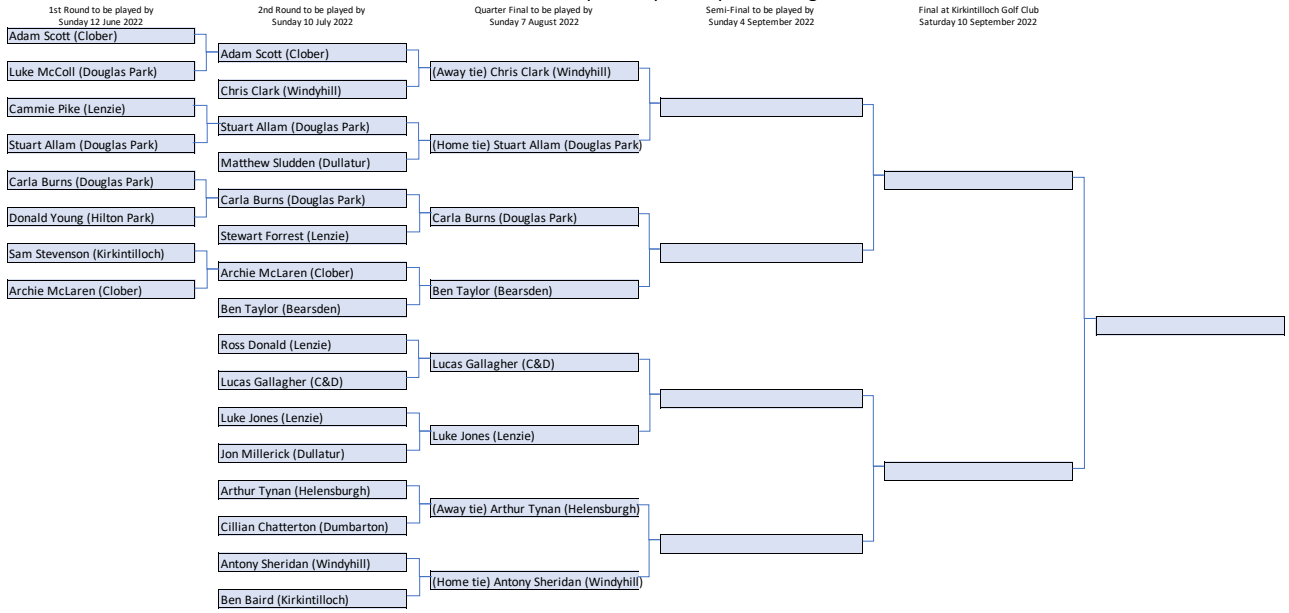 1st Round to be played by
Sunday 12 June 2022
2nd Round to be played by
Sunday 10 July 2022
Quarter Final to be played by
Sunday 7 August 2022
Semi-Final to be played by
Sunday 4 September 2022
Final at Kirkintilloch Golf Club
Saturday 10 September 2022
Adam Scott (Clober)
Luke McColl (Douglas Park)
Cammie Pike (Lenzie)
Stuart Allam (Douglas Park)
Carla Burns (Douglas Park)
Donald Young (Hilton Park)
Sam Stevenson (Kirkintilloch)
Archie McLaren (Clober)
Adam Scott (Clober)
Chris Clark (Windyhill)
Stuart Allam (Douglas Park)
Matthew Sludden (Dullatur)
Carla Burns (Douglas Park)
Stewart Forrest (Lenzie)
Archie McLaren (Clober)
Ben Taylor (Bearsden)
Ross Donald (Lenzie)
Lucas Gallagher (C&D)
Luke Jones (Lenzie)
Jon Millerick (Dullatur)
Arthur Tynan (Helensburgh)
Cillian Chatterton (Dumbarton)
Antony Sheridan (Windyhill)
Ben Baird (Kirkintilloch)
(Away tie) Chris Clark (Windyhill)
(Home tie) Stuart Allam (Douglas Park)
Carla Burns (Douglas Park)
Ben Taylor (Bearsden)
Lucas Gallagher (C&D)
Luke Jones (Lenzie)
(Away tie) Arthur Tynan (Helensburgh)
(Home tie) Antony Sheridan (Windyhill)